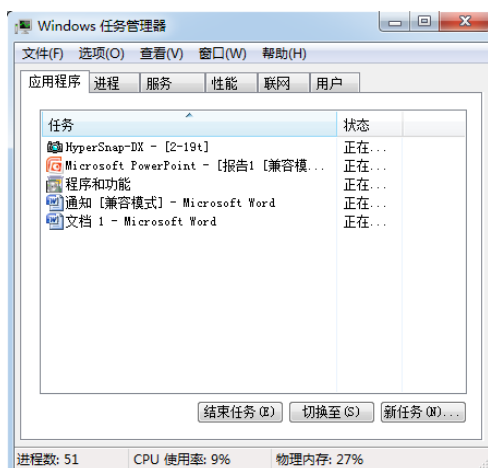 Windows 任务管理器
文件(F) 选项(O) 查看(V) 窗口(W) 帮助(H)
应用程序 进程 服务 性能 联网 用户
任务 状态
HyperSnap-DX - [2-19t] 正在...
Microsoft PowerPoint - [报告1 [兼容模... 正在...
程序和功能 正在...
通知 [兼容模式] - Microsoft Word 正在...
文档 1 - Microsoft Word 正在...
结束任务(E) 切换至(S) 新任务(N)...
进程数: 51 CPU 使用率: 9% 物理内存: 27%